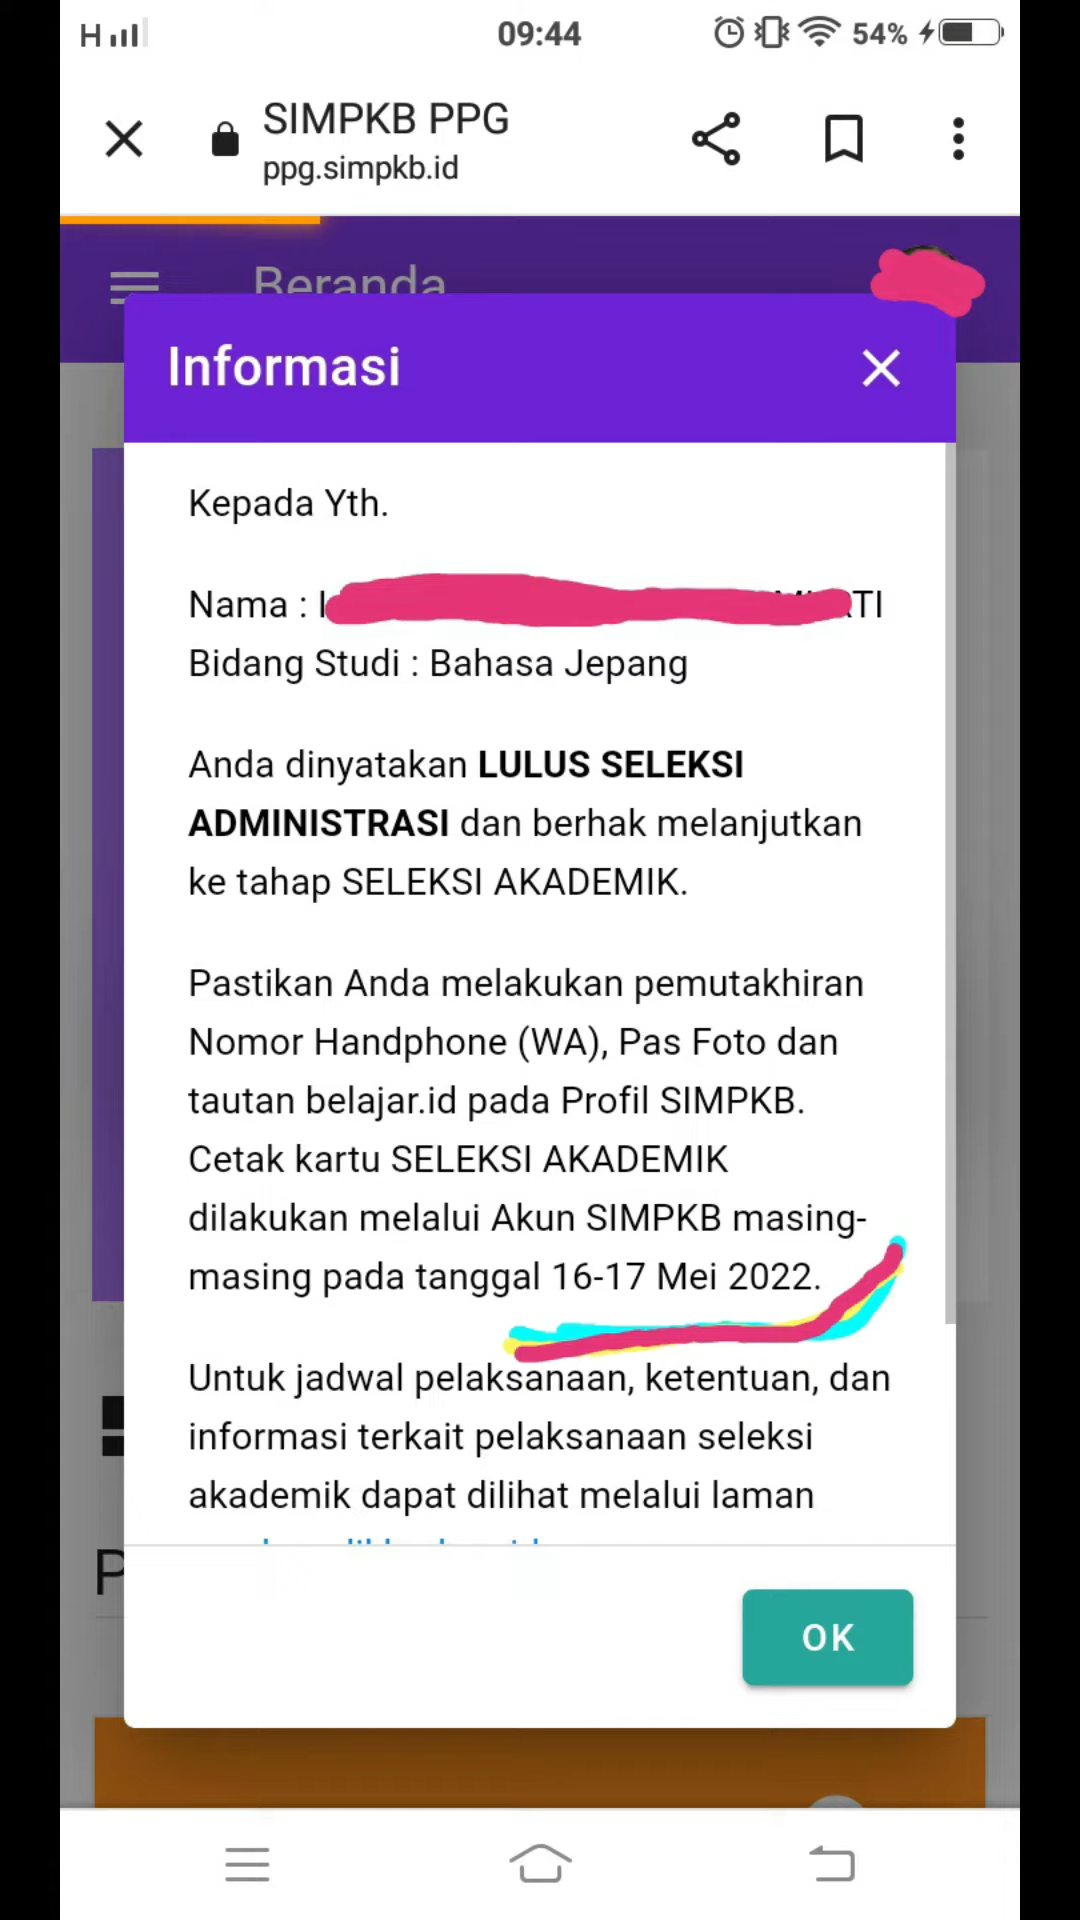 H
09:44
54%
SIMPKB PPG
ppg.simpkb.id
Beranda
Informasi
Kepada Yth.
Nama : I TI
Bidang Studi : Bahasa Jepang
Anda dinyatakan LULUS SELEKSI
ADMINISTRASI dan berhak melanjutkan
ke tahap SELEKSI AKADEMIK.
Pastikan Anda melakukan pemutakhiran
Nomor Handphone (WA), Pas Foto dan
tautan belajar.id pada Profil SIMPKB.
Cetak kartu SELEKSI AKADEMIK
dilakukan melalui Akun SIMPKB masing-
masing pada tanggal 16-17 Mei 2022.
Untuk jadwal pelaksanaan, ketentuan, dan
informasi terkait pelaksanaan seleksi
akademik dapat dilihat melalui laman
P
OK